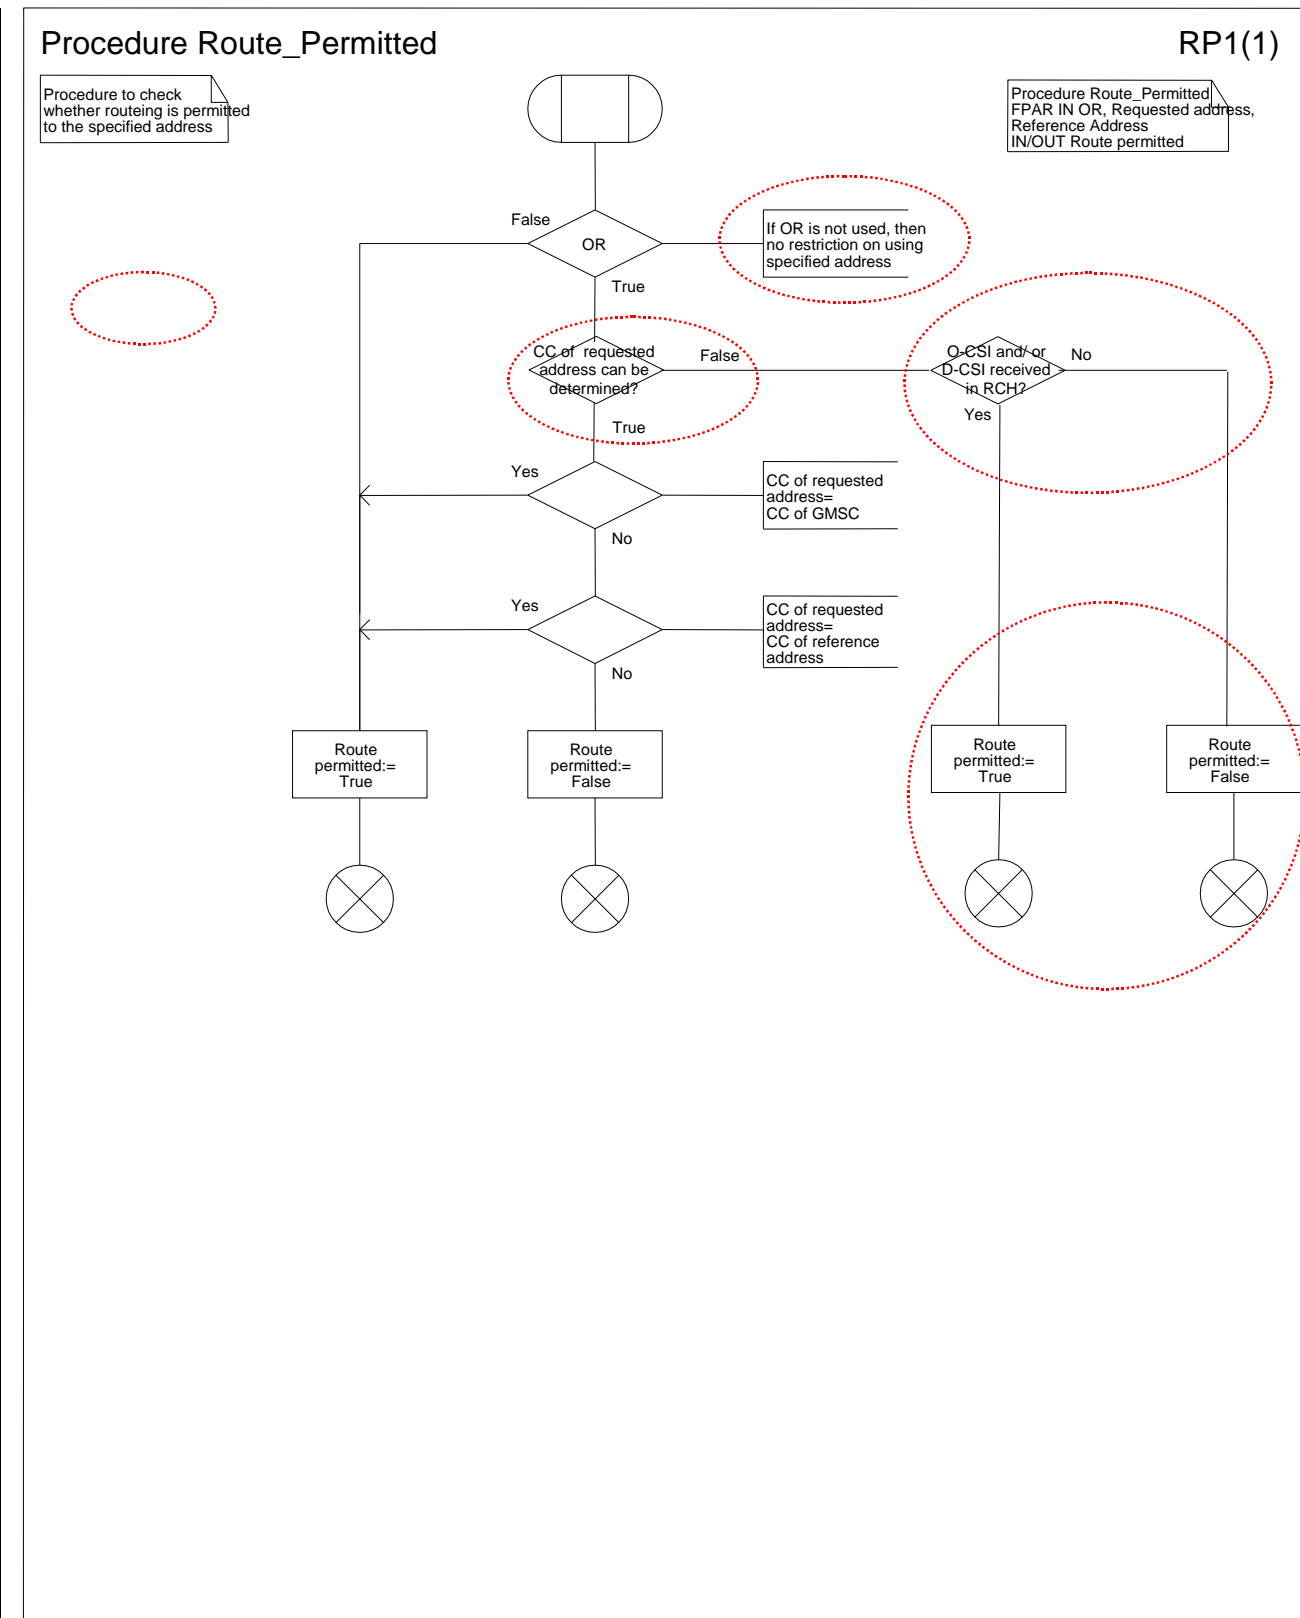 Procedure Route_Permitted
RP1(1)
Procedure to check
whether routeing is permitted
to the specified address
Procedure Route_Permitted
FPAR IN OR, Requested address,
Reference Address
IN/OUT Route permitted
False
OR
If OR is not used, then
no restriction on using
specified address
True
CC of requested
address can be
determined?
False
O-CSI and/ or
D-CSI received
in RCH?
No
True
Yes
Yes
CC of requested
address=
CC of GMSC
No
Yes
CC of requested
address=
CC of reference
address
No
Route
permitted:=
True
Route
permitted:=
False
Route
permitted:=
True
Route
permitted:=
False